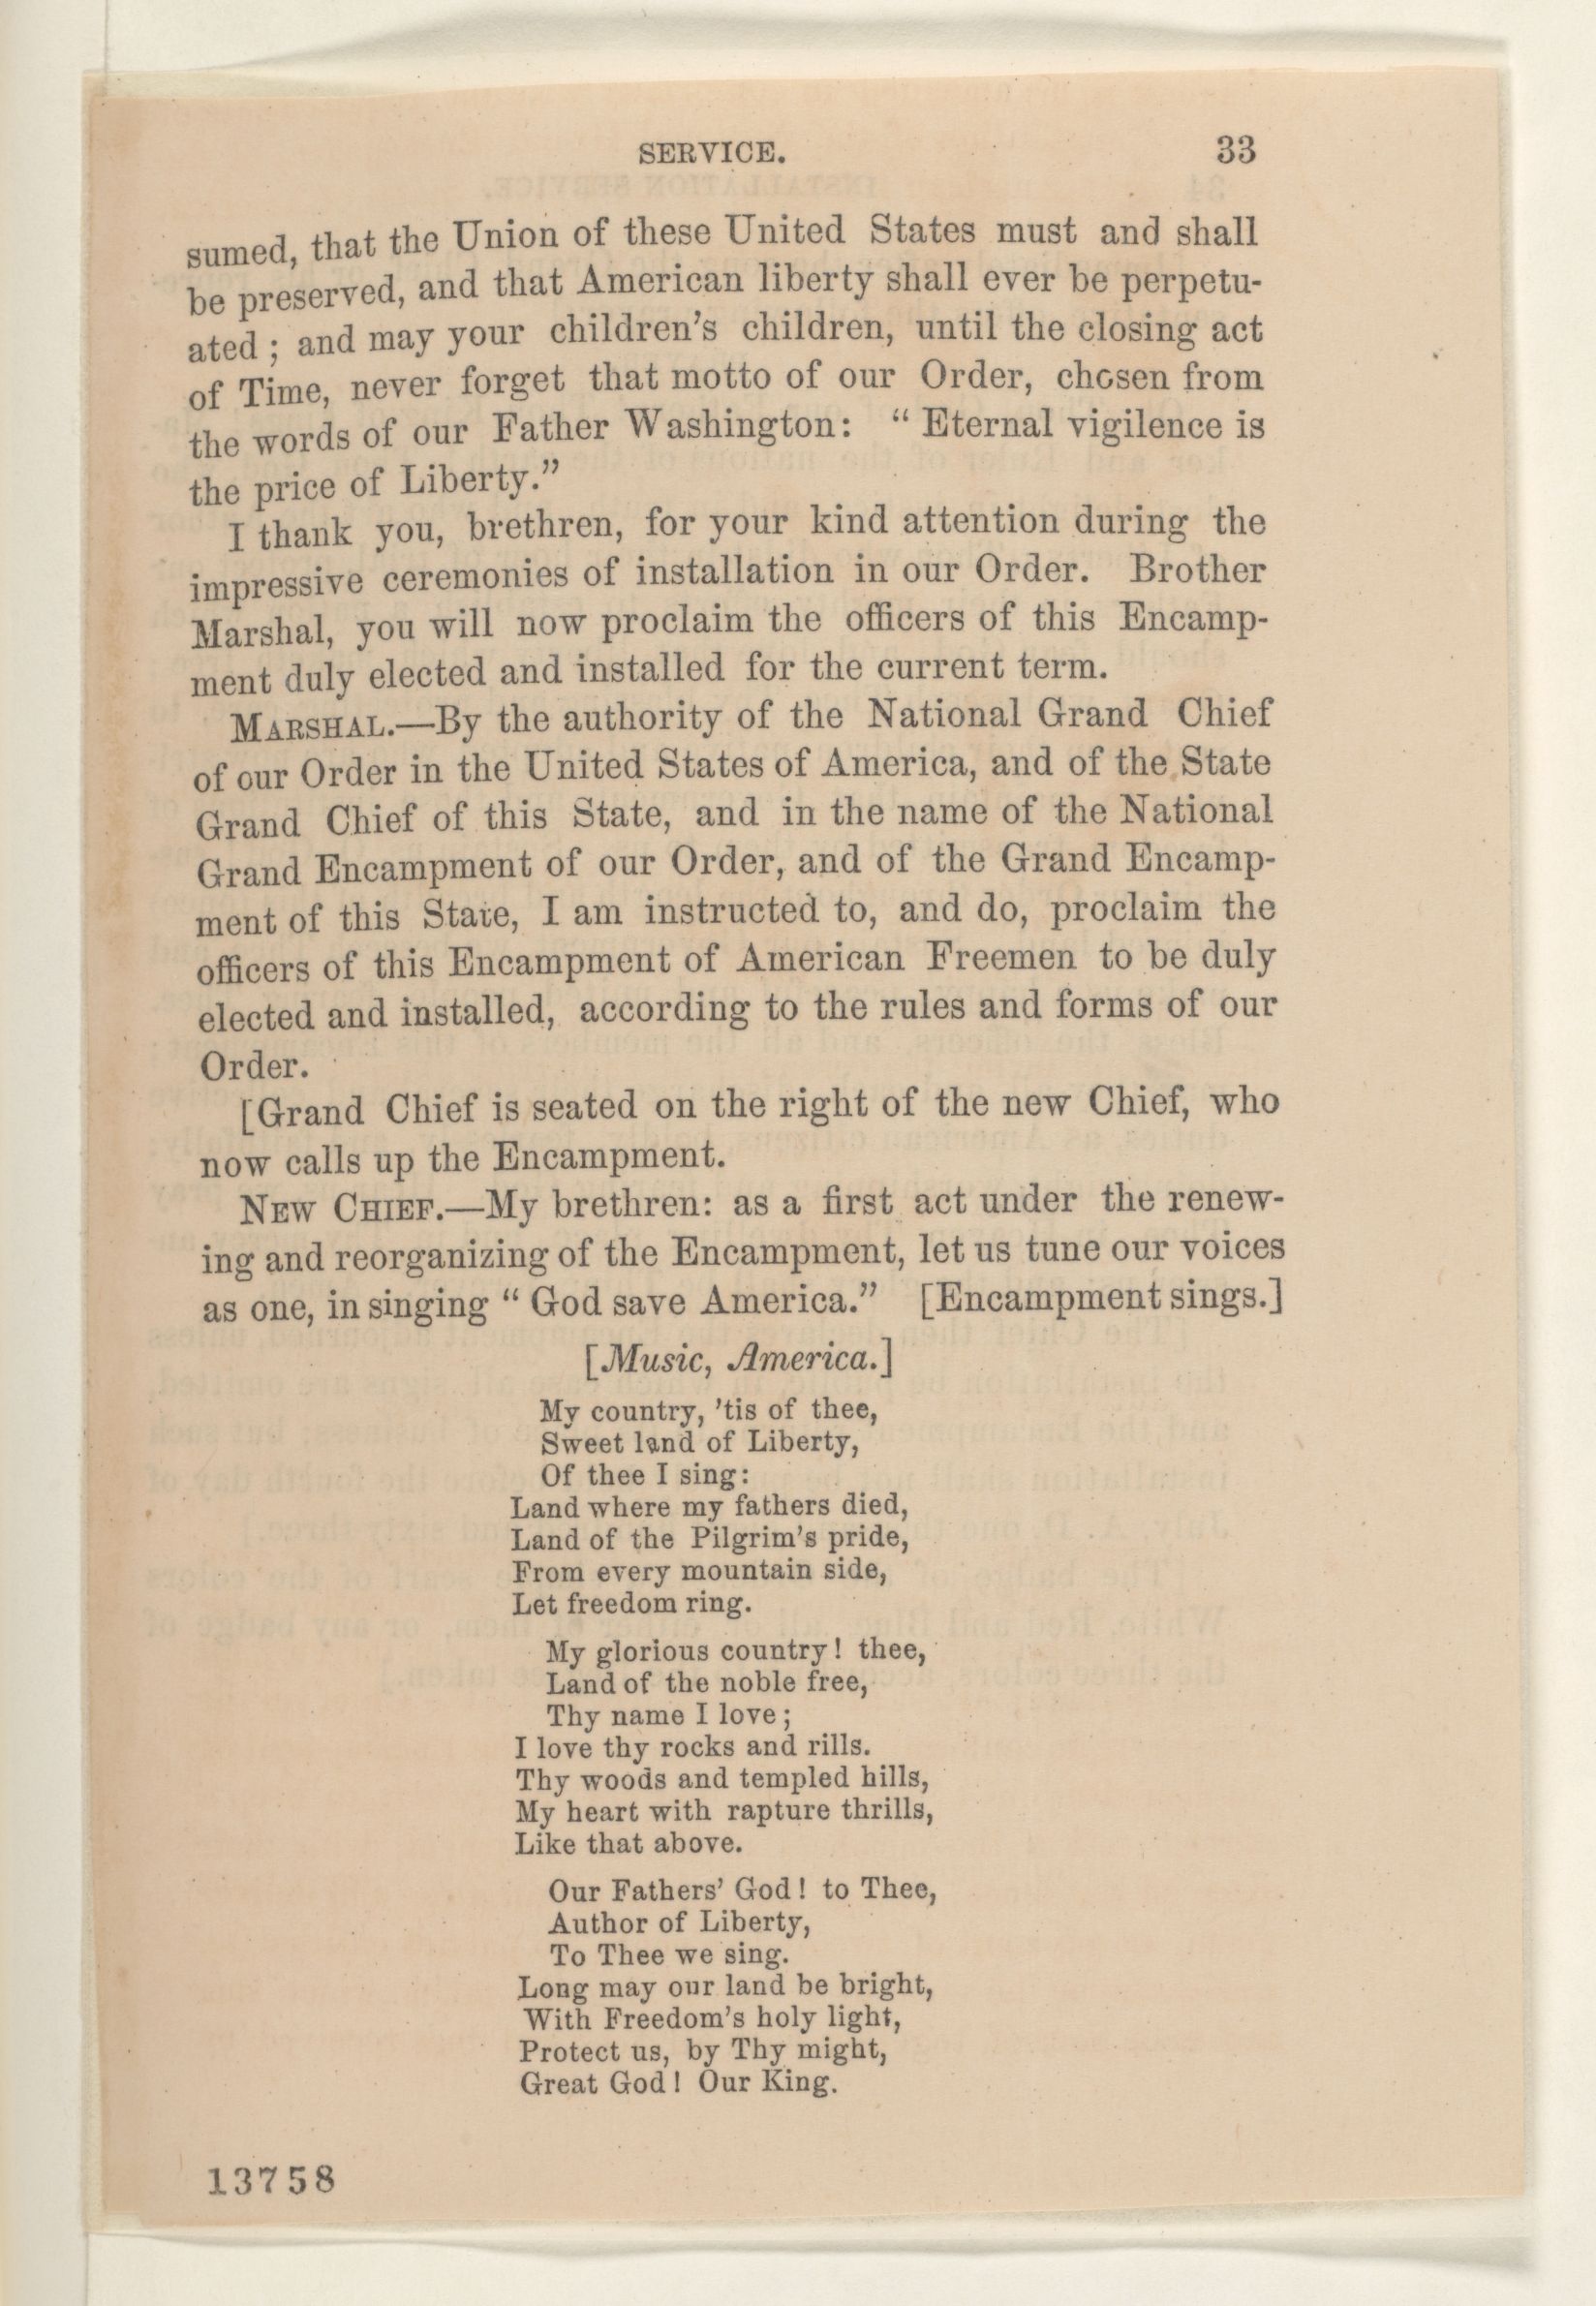 SERVICE. 33
sumed, that the Union of these United States must and shall
be preserved, and that American liberty shall ever be perpetu-
ated ; and may your children's children, until the closing act
of Time, never forget that motto of our Order, chosen from
the words of our Father Washington: “ Eternal vigilence is
the price of Liberty.”
I thank you, brethren, for your kind attention during the
impressive ceremonies of installation in our Order. Brother
Marshal, you will now proclaim the officers of this Encamp-
ment duly elected and installed for the current term.
MARSHAL.—By the authority of the National Grand Chief
of our Order in the United States of America, and of the State
Grand Chief of this State, and in the name of the National
Grand Encampment of our Order, and of the Grand Encamp-
ment of this State, I am instructed to, and do, proclaim the
officers of this Encampment of American Freemen to be duly
elected and installed, according to the rules and forms of our
Order.
[Grand Chief is seated on the right of the new Chief, who
now calls up the Encampment.
NEW CHIEF.—My brethren: as a first act under the renew-
ing and reorganizing of the Encampment, let us tune our voices
as one, in singing “ God save America.” [Encampment sings.]
[Music, America.]
My country, 'tis of thee,
Sweet land of Liberty,
Of thee I sing:
Land where my fathers died,
Land of the Pilgrim's pride,
From every mountain side,
Let freedom ring.
My glorious country! thee,
Land of the noble free,
Thy name I love;
I love thy rocks and rills.
Thy woods and templed hills,
My heart with rapture thrills,
Like that above.
Our Fathers' God! to Thee,
Author of Liberty,
To Thee we sing.
Long may our land be bright,
With Freedom's holy light,
Protect us, by Thy might,
Great God! Our King.
13758